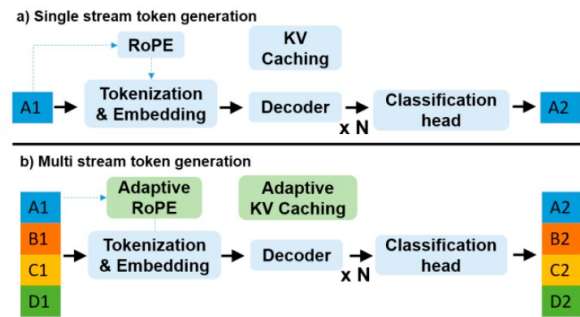 a) Single stream token generation
RoPE
KV
Caching
A1
Tokenization
& Embedding
Decoder
x N
Classification
head
A2
b) Multi stream token generation
Adaptive
RoPE
Adaptive
KV Caching
A1
B1
C1
D1
Tokenization
& Embedding
Decoder
x N
Classification
head
A2
B2
C2
D2